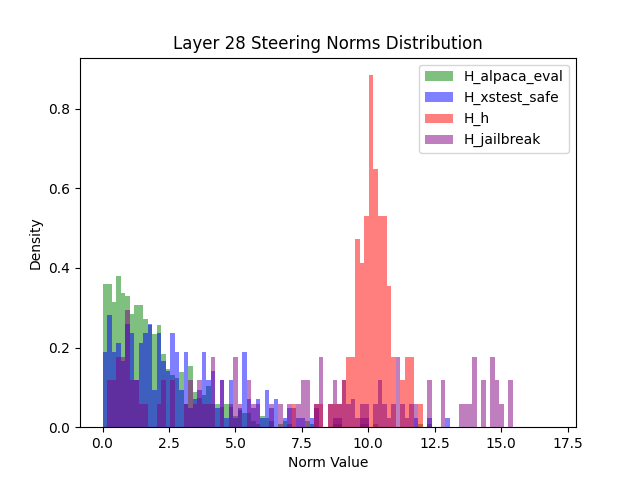 Layer 28 Steering Norms Distribution
H_alpaca_eval
H_xstest_safe
H_h
H_jailbreak
Density
0.8
0.6
0.4
0.2
0.0
0.0 2.5 5.0 7.5 10.0 12.5 15.0 17.5
Norm Value